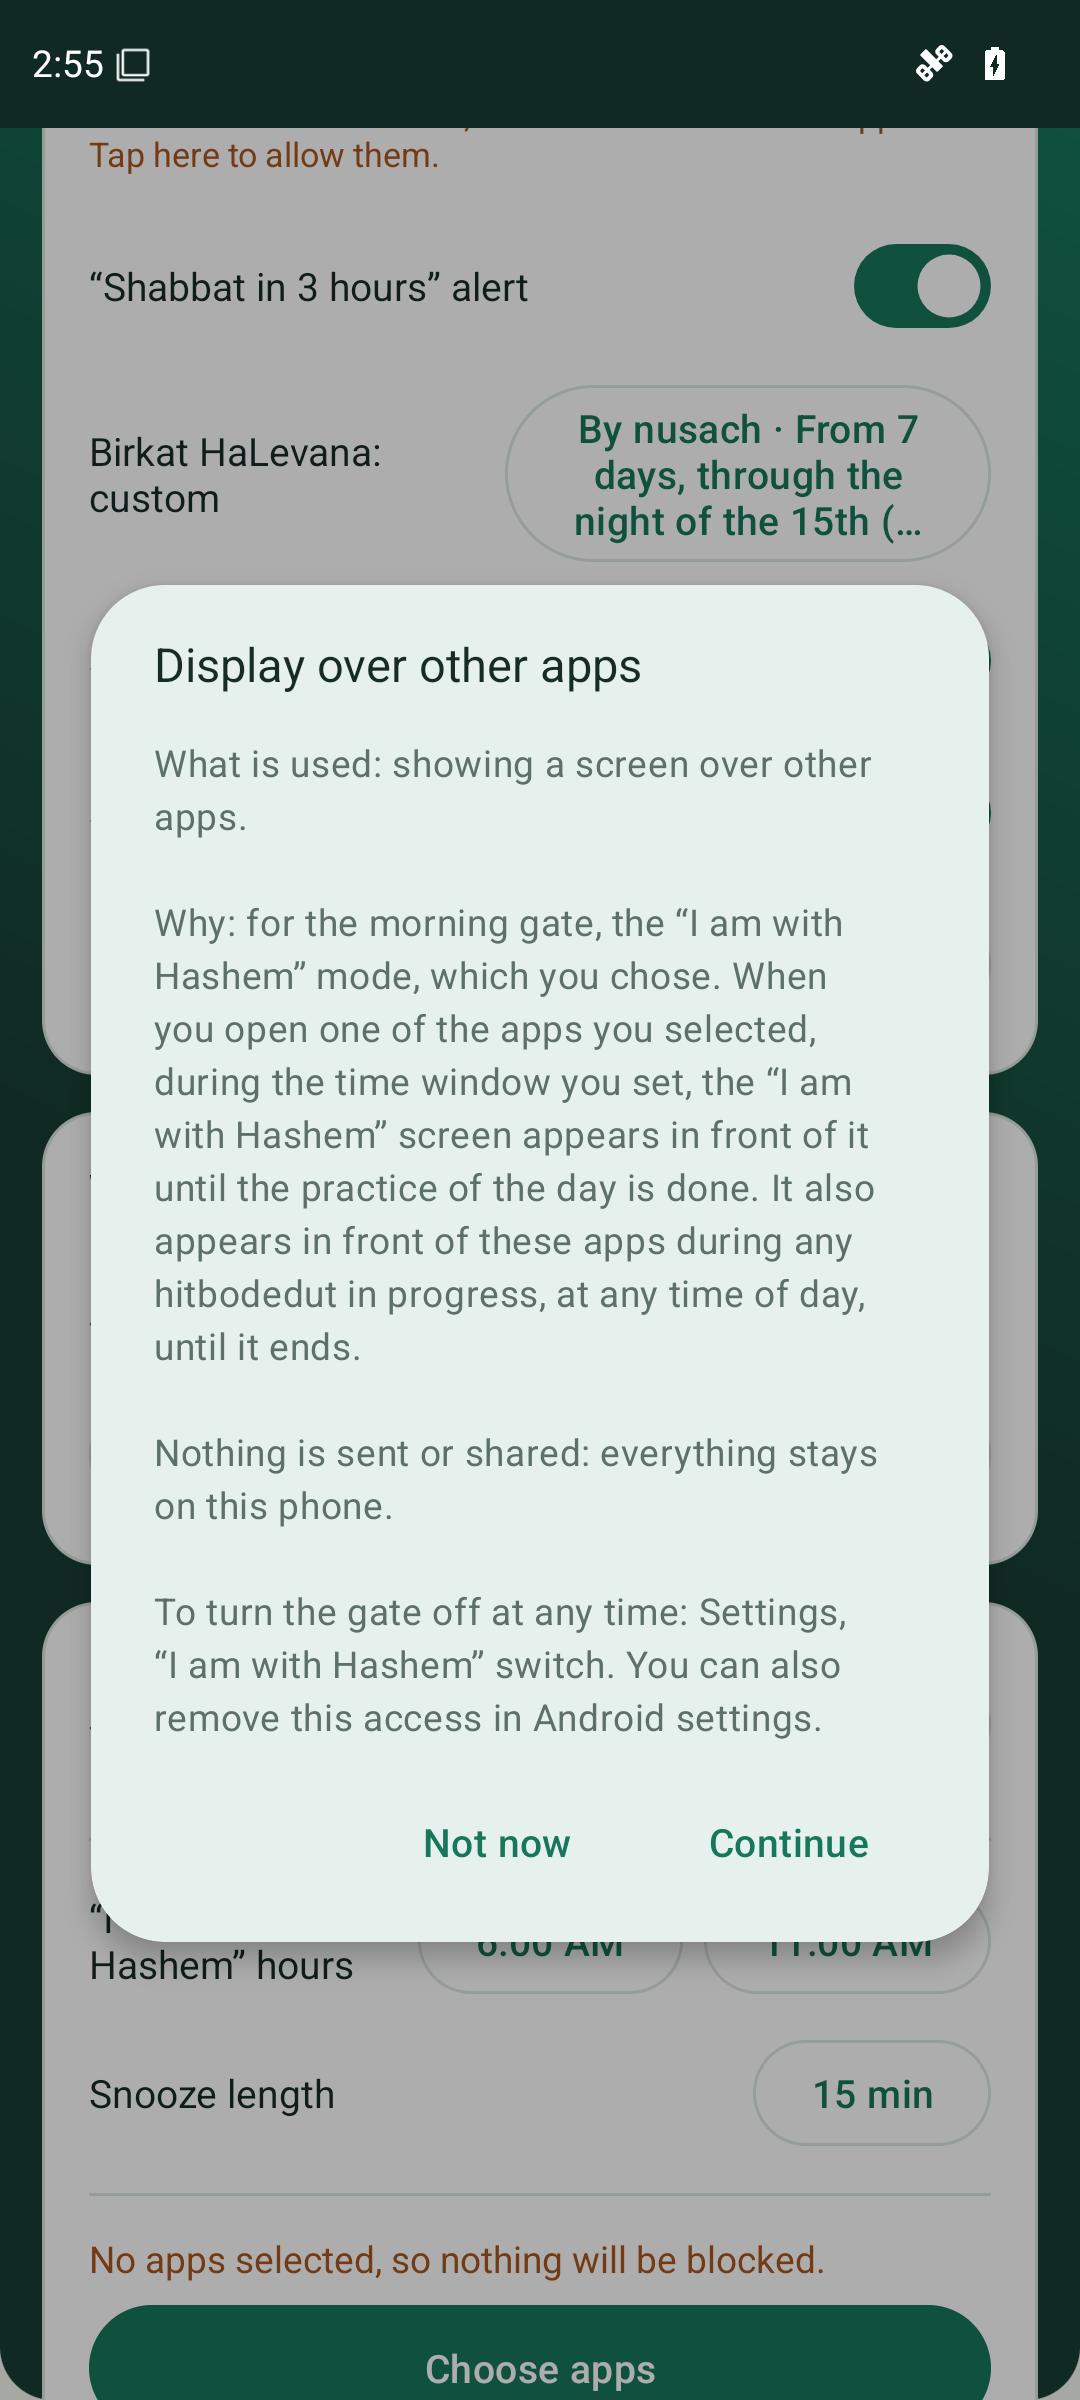 2:55
Tap here to allow them.
“Shabbat in 3 hours” alert
Birkat HaLevana:
custom
By nusach · From 7
days, through the
night of the 15th (…
Display over other apps
What is used: showing a screen over other
apps.
Why: for the morning gate, the “I am with
Hashem” mode, which you chose. When
you open one of the apps you selected,
during the time window you set, the “I am
with Hashem” screen appears in front of it
until the practice of the day is done. It also
appears in front of these apps during any
hitbodedut in progress, at any time of day,
until it ends.
Nothing is sent or shared: everything stays
on this phone.
To turn the gate off at any time: Settings,
“I am with Hashem” switch. You can also
remove this access in Android settings.
Not now
Continue
Hashem” hours
6:00 AM
11:00 AM
Snooze length
15 min
No apps selected, so nothing will be blocked.
Choose apps